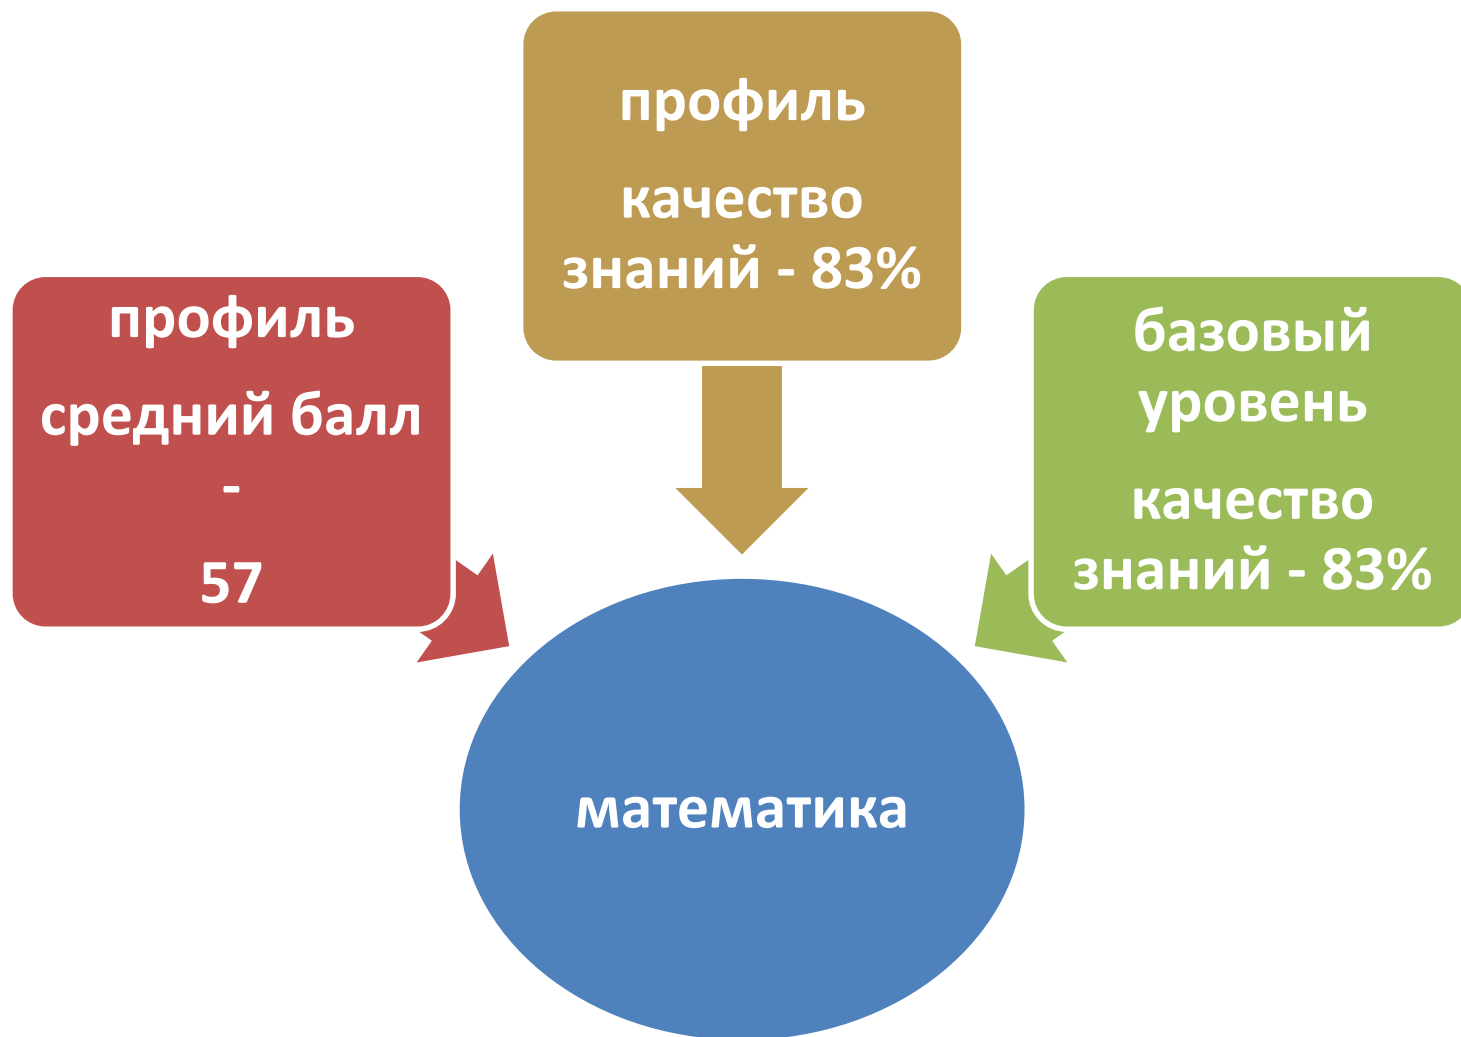 профиль
качество
знаний - 83%
профиль
средний балл
-
57
базовый
уровень
качество
знаний - 83%
математика